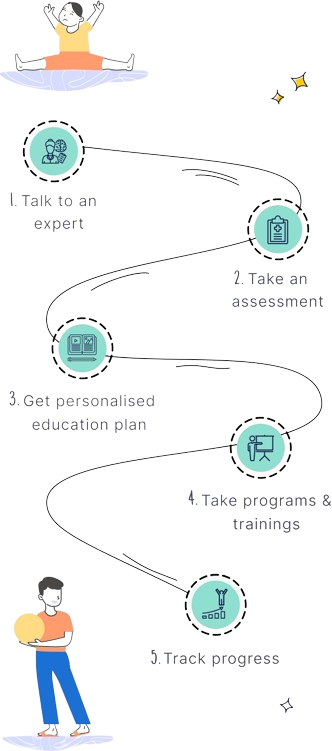 1. Talk to an
expert
2. Take an
assessment
3. Get personalised
education plan
4. Take programs &
trainings
5. Track progress